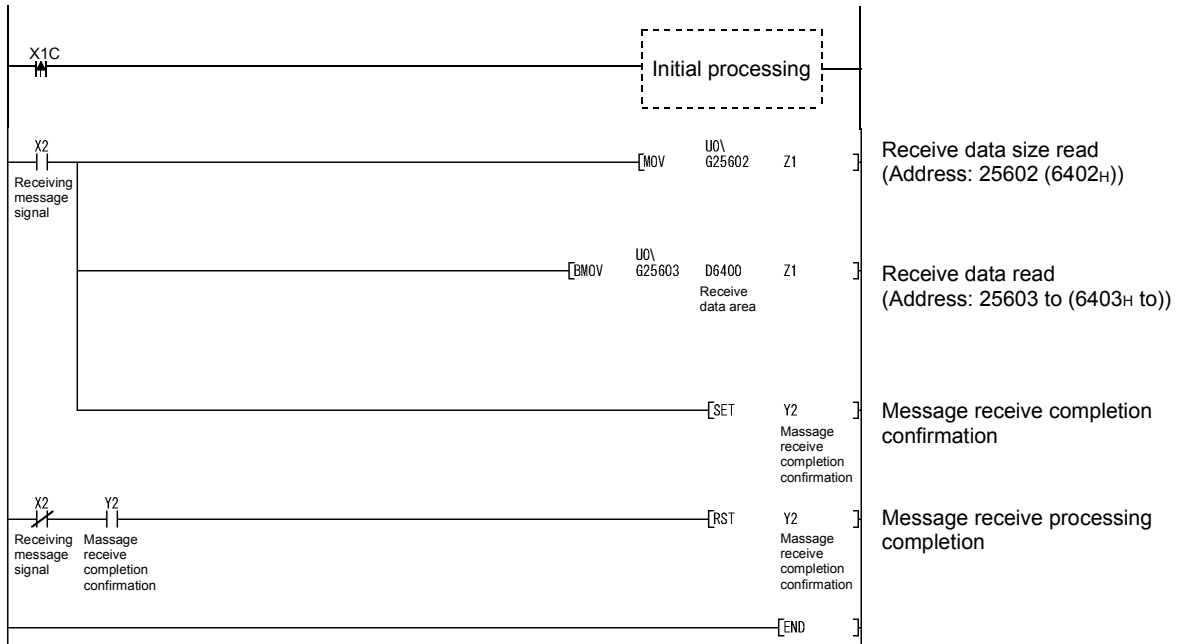 X1C
Initial processing
X2
Receiving
message
signal
[MOV U0\
G25602 Z1 ]
Receive data size read
(Address: 25602 (6402H))
[BMOV U0\
G25603 D6400 Z1 ]
Receive
data area
Receive data read
(Address: 25603 to (6403H to))
[SET Y2 ]
Massage
receive
completion
confirmation
Message receive completion
confirmation
X2 Y2
Receiving
message
signal
Massage
receive
completion
confirmation
[RST Y2 ]
Massage
receive
completion
confirmation
Message receive processing
completion
[END ]